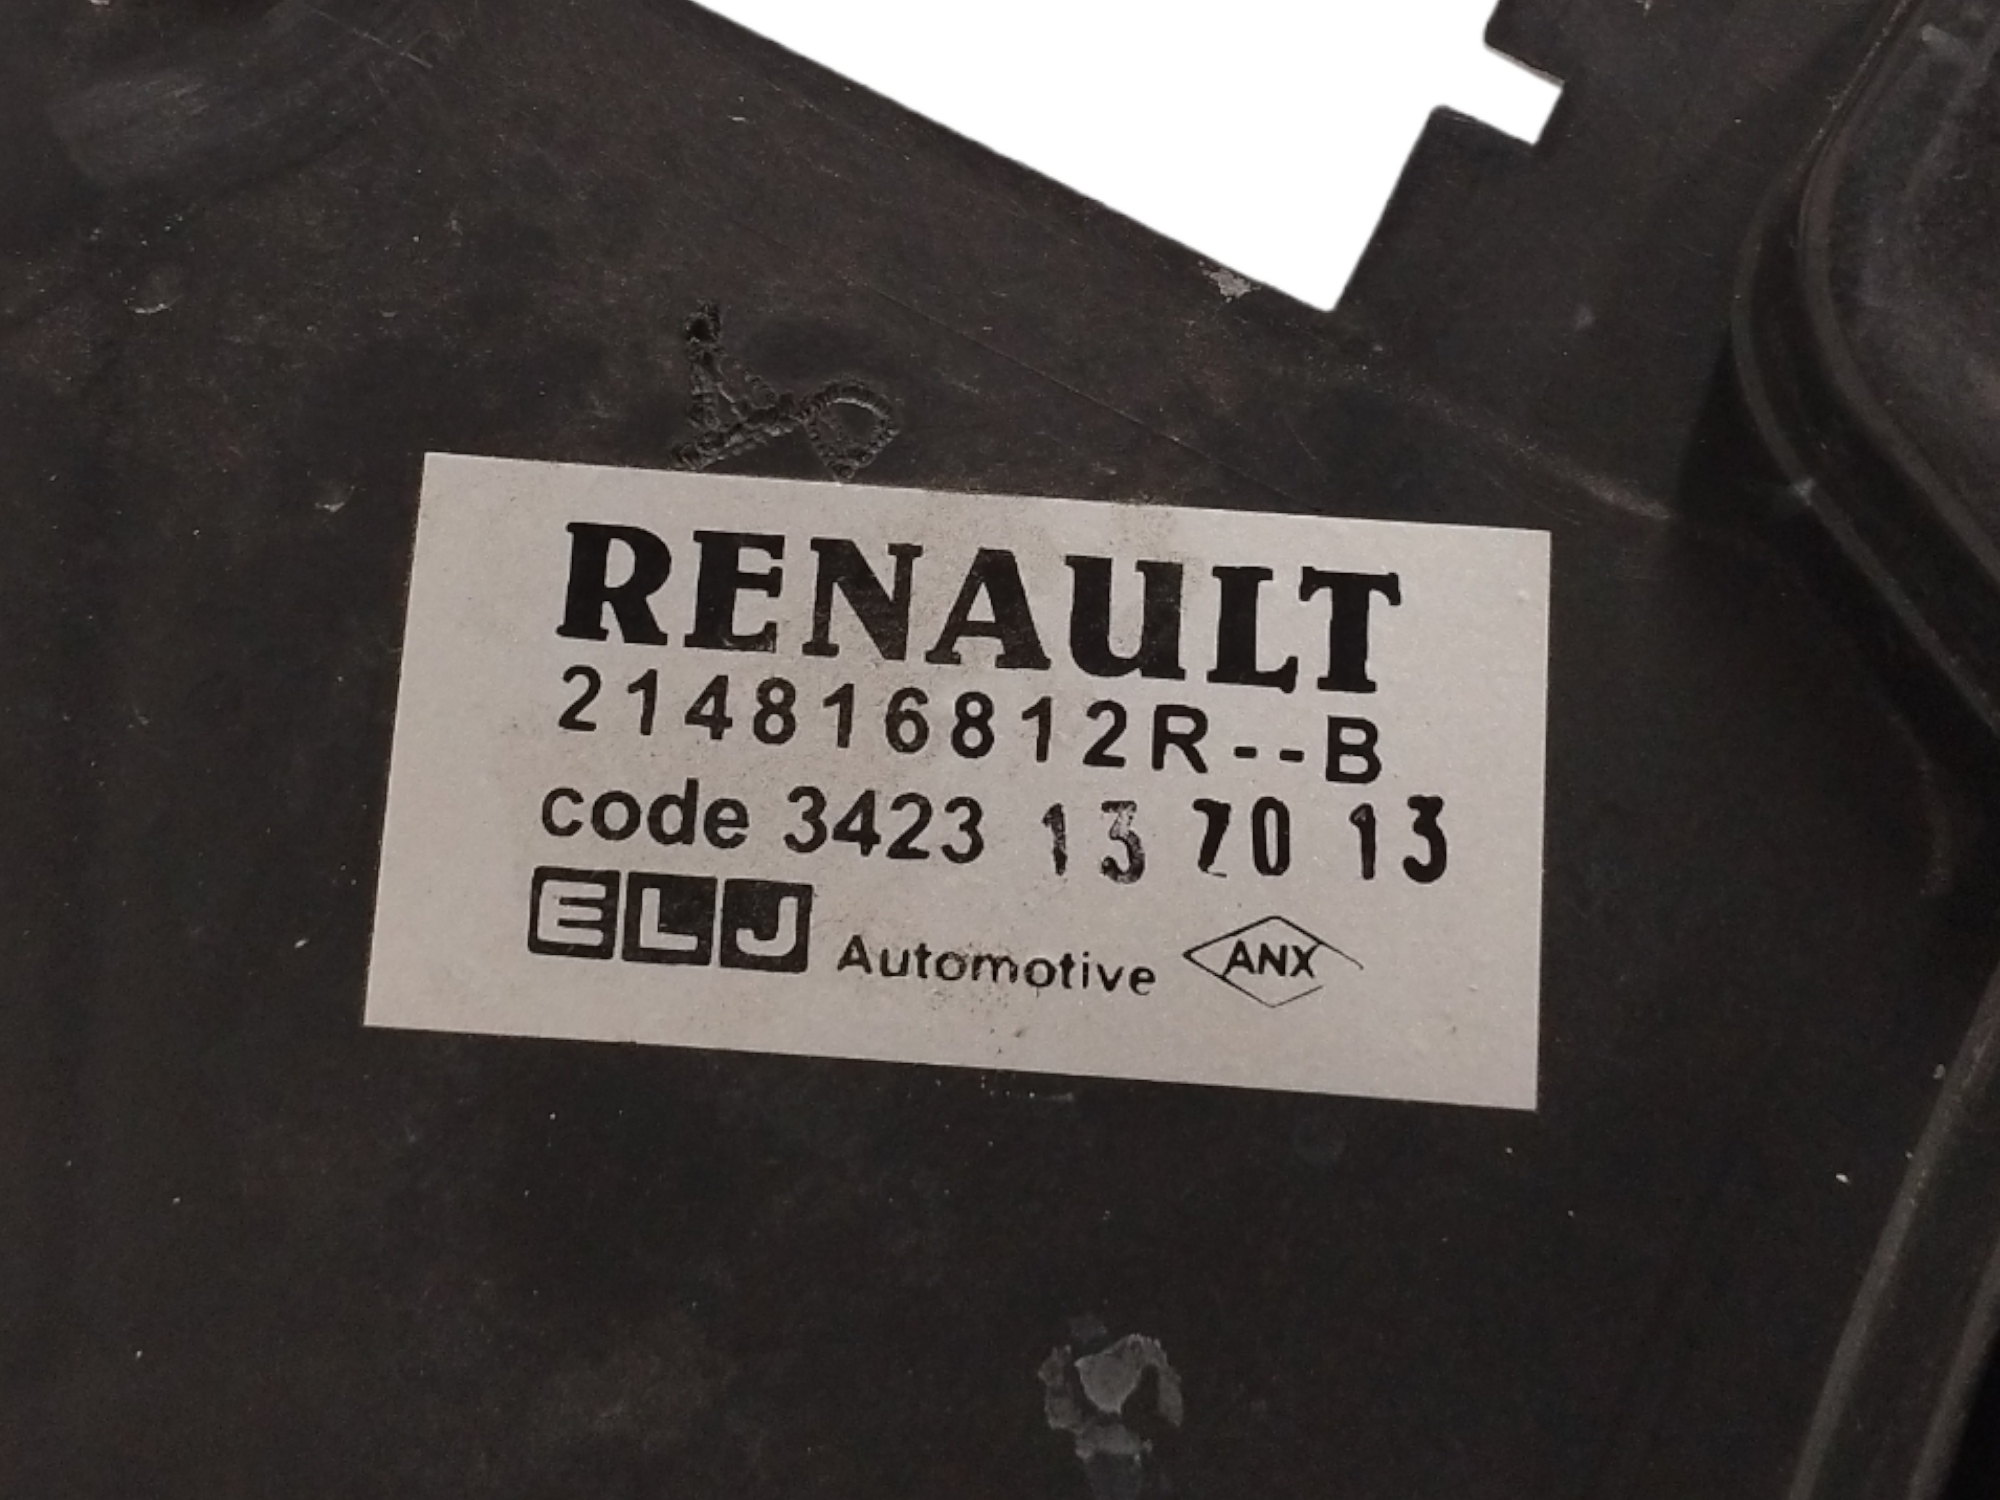 RENAULT
214816812R--B
code 3423 13 70 13
ELJ Automotive ANX